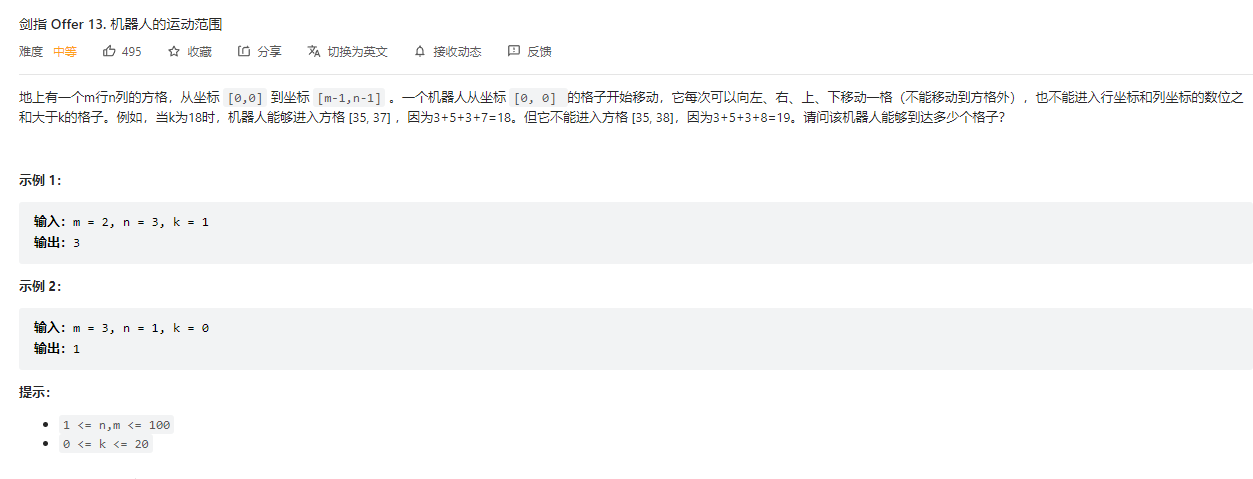 剑指 Offer 13. 机器人的运动范围
难度 中等 495 收藏 分享 切换为英文 接收动态 反馈
地上有一个m行n列的方格，从坐标 [0,0] 到坐标 [m-1,n-1] 。一个机器人从坐标 [0, 0] 的格子开始移动，它每次可以向左、右、上、下移动一格（不能移动到方格外），也不能进入行坐标和列坐标的数位之
和大于k的格子。例如，当k为18时，机器人能够进入方格 [35, 37] ，因为3+5+3+7=18。但它不能进入方格 [35, 38]，因为3+5+3+8=19。请问该机器人能够到达多少个格子？
示例 1：
输入：m = 2, n = 3, k = 1
输出：3
示例 2：
输入：m = 3, n = 1, k = 0
输出：1
提示：
1 <= n,m <= 100
0 <= k <= 20